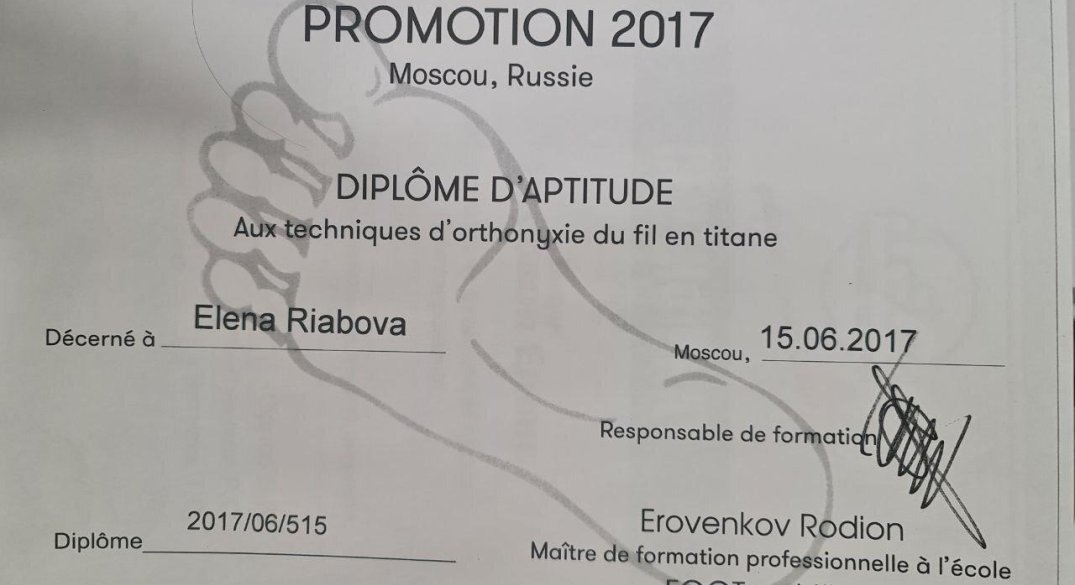 PROMOTION 2017
Moscou, Russie
DIPLÔME D'APTITUDE
Aux techniques d'orthonyxie du fil en titane
Décerné à Elena Riabova
Moscou, 15.06.2017
Responsable de formation
Diplôme 2017/06/515
Erovenkov Rodion
Maître de formation professionnelle à l'école